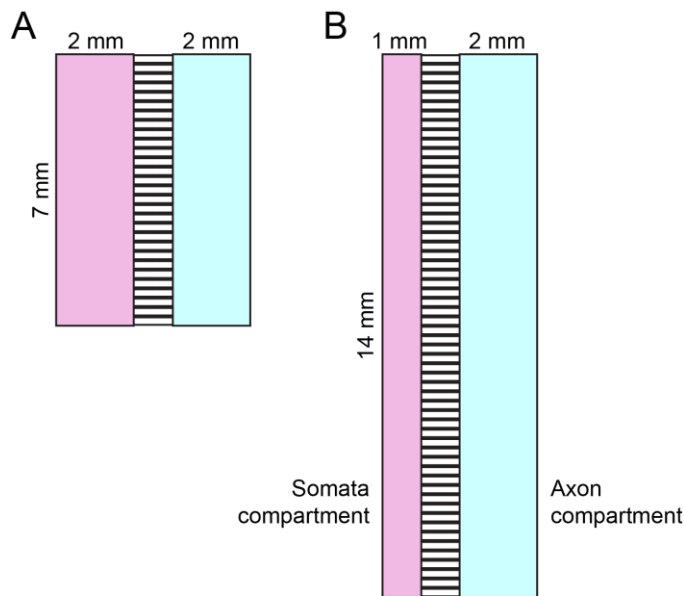 A
2 mm 2 mm
7 mm
B
1 mm 2 mm
14 mm
Somata
compartment
Axon
compartment